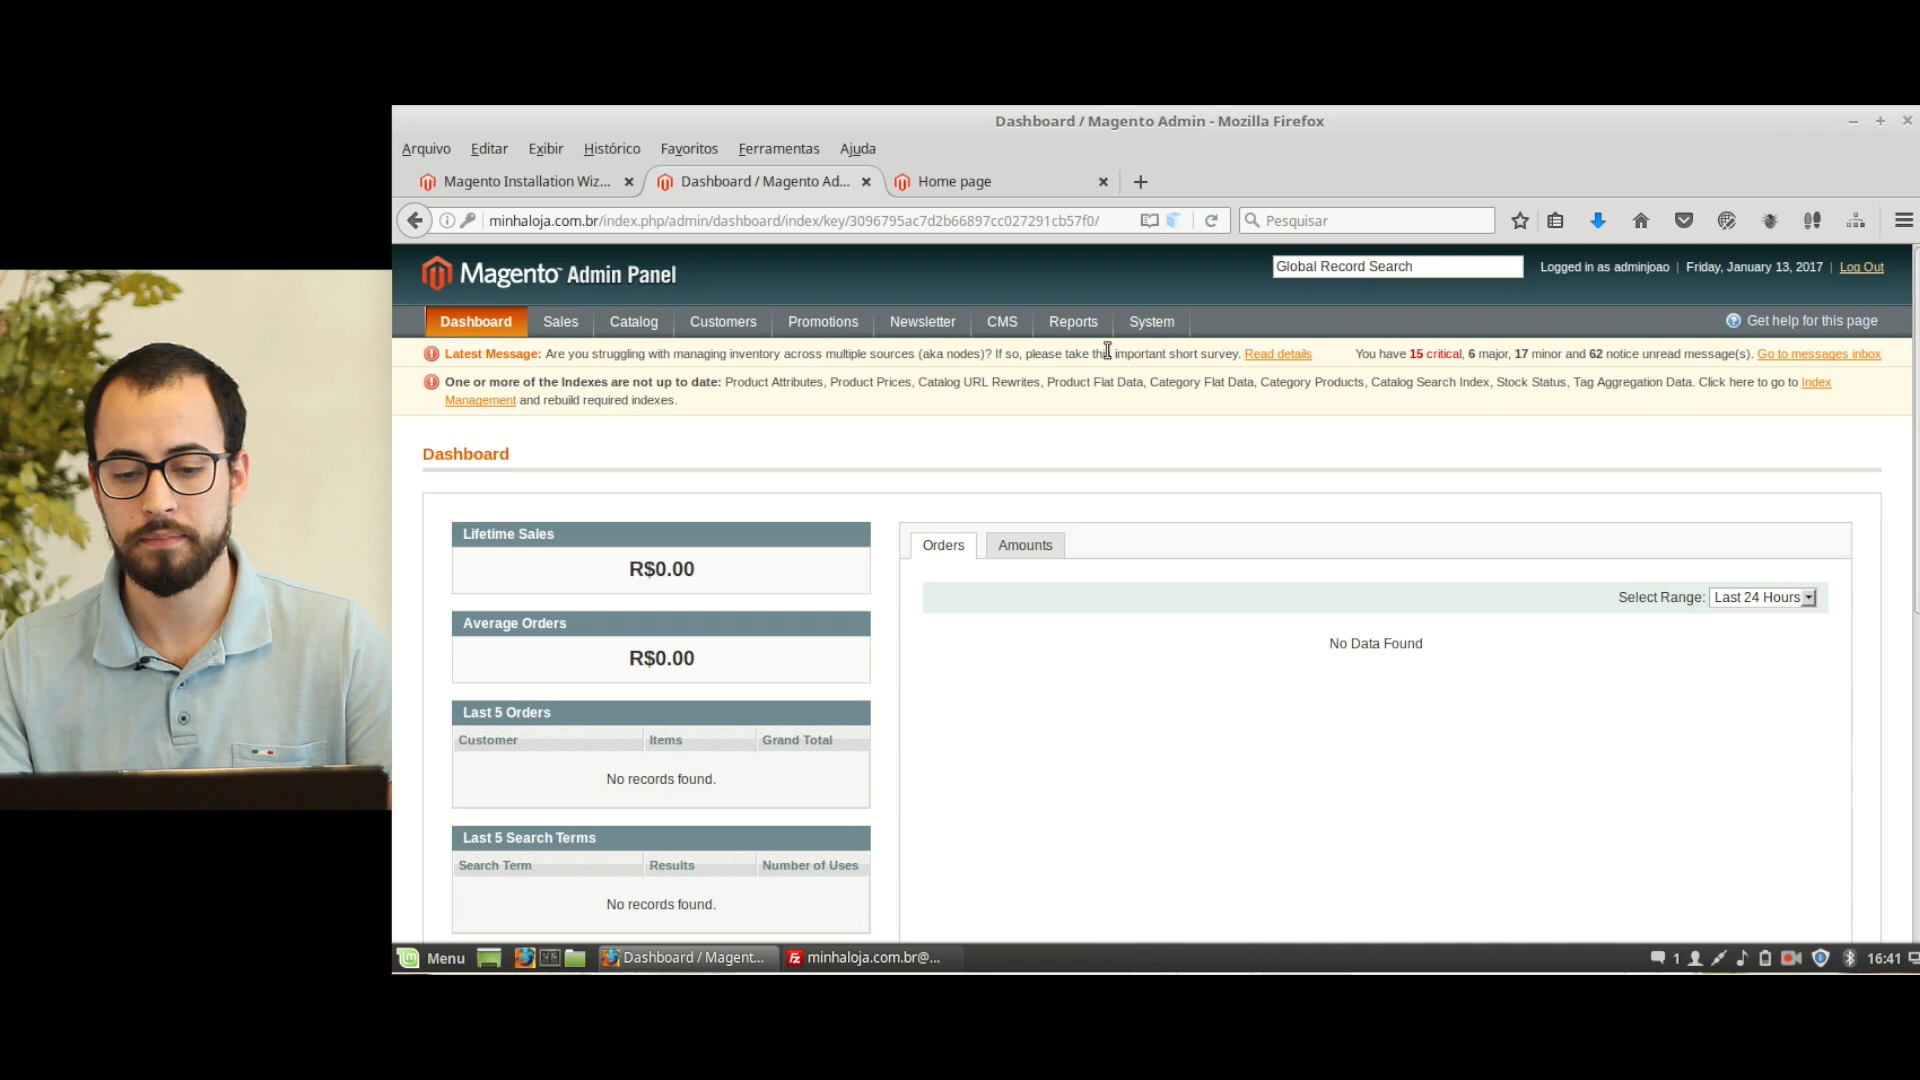 Dashboard / Magento Admin - Mozilla Firefox
Arquivo Editar Exibir Histórico Favoritos Ferramentas Ajuda
Magento Installation Wiz... Dashboard / Magento Ad... Home page
minhaloja.com.br/index.php/admin/dashboard/index/key/3096795ac7d2b66897cc027291cb57f0/ Pesquisar
Magento Admin Panel Global Record Search Logged in as adminjoao | Friday, January 13, 2017 | Log Out
Dashboard Sales Catalog Customers Promotions Newsletter CMS Reports System Get help for this page
Latest Message: Are you struggling with managing inventory across multiple sources (aka nodes)? If so, please take this important short survey. Read details You have 15 critical, 6 major, 17 minor and 62 notice unread message(s). Go to messages inbox
One or more of the Indexes are not up to date: Product Attributes, Product Prices, Catalog URL Rewrites, Product Flat Data, Category Flat Data, Category Products, Catalog Search Index, Stock Status, Tag Aggregation Data. Click here to go to Index
Management and rebuild required indexes.
Dashboard
Lifetime Sales
R$0.00
Average Orders
R$0.00
Last 5 Orders
Customer Items Grand Total
No records found.
Last 5 Search Terms
Search Term Results Number of Uses
No records found.
Orders Amounts
Select Range: Last 24 Hours
No Data Found
Menu Dashboard / Magent... minhaloja.com.br@... 1 16:41